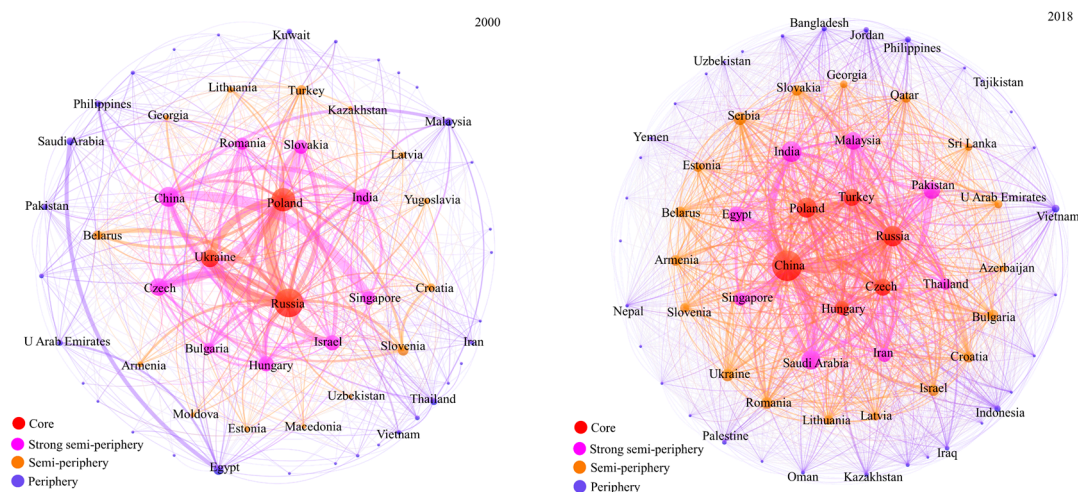 2000
Kuwait
Lithuania
Turkey
Philippines
Georgia
Kazakhstan
Malaysia
Saudi Arabia
Romania
Slovakia
Latvia
China
Poland
India
Yugoslavia
Pakistan
Belarus
Ukraine
Czech
Singapore
Croatia
Russia
U Arab Emirates
Bulgaria
Israel
Slovenia
Iran
Armenia
Hungary
Uzbekistan
Thailand
Moldova
Estonia
Macedonia
Vietnam
Egypt
Core
Strong semi-periphery
Semi-periphery
Periphery
2018
Bangladesh
Jordan
Philippines
Uzbekistan
Georgia
Slovakia
Qatar
Tajikistan
Serbia
Yemen
India
Malaysia
Sri Lanka
Estonia
Pakistan
U Arab Emirates
Turkey
Belarus
Egypt
Poland
Vietnam
Russia
Armenia
China
Azerbaijan
Singapore
Czech
Thailand
Nepal
Slovenia
Hungary
Bulgaria
Saudi Arabia
Iran
Croatia
Ukraine
Israel
Romania
Lithuania
Latvia
Indonesia
Palestine
Iraq
Oman
Kazakhstan
Core
Strong semi-periphery
Semi-periphery
Periphery